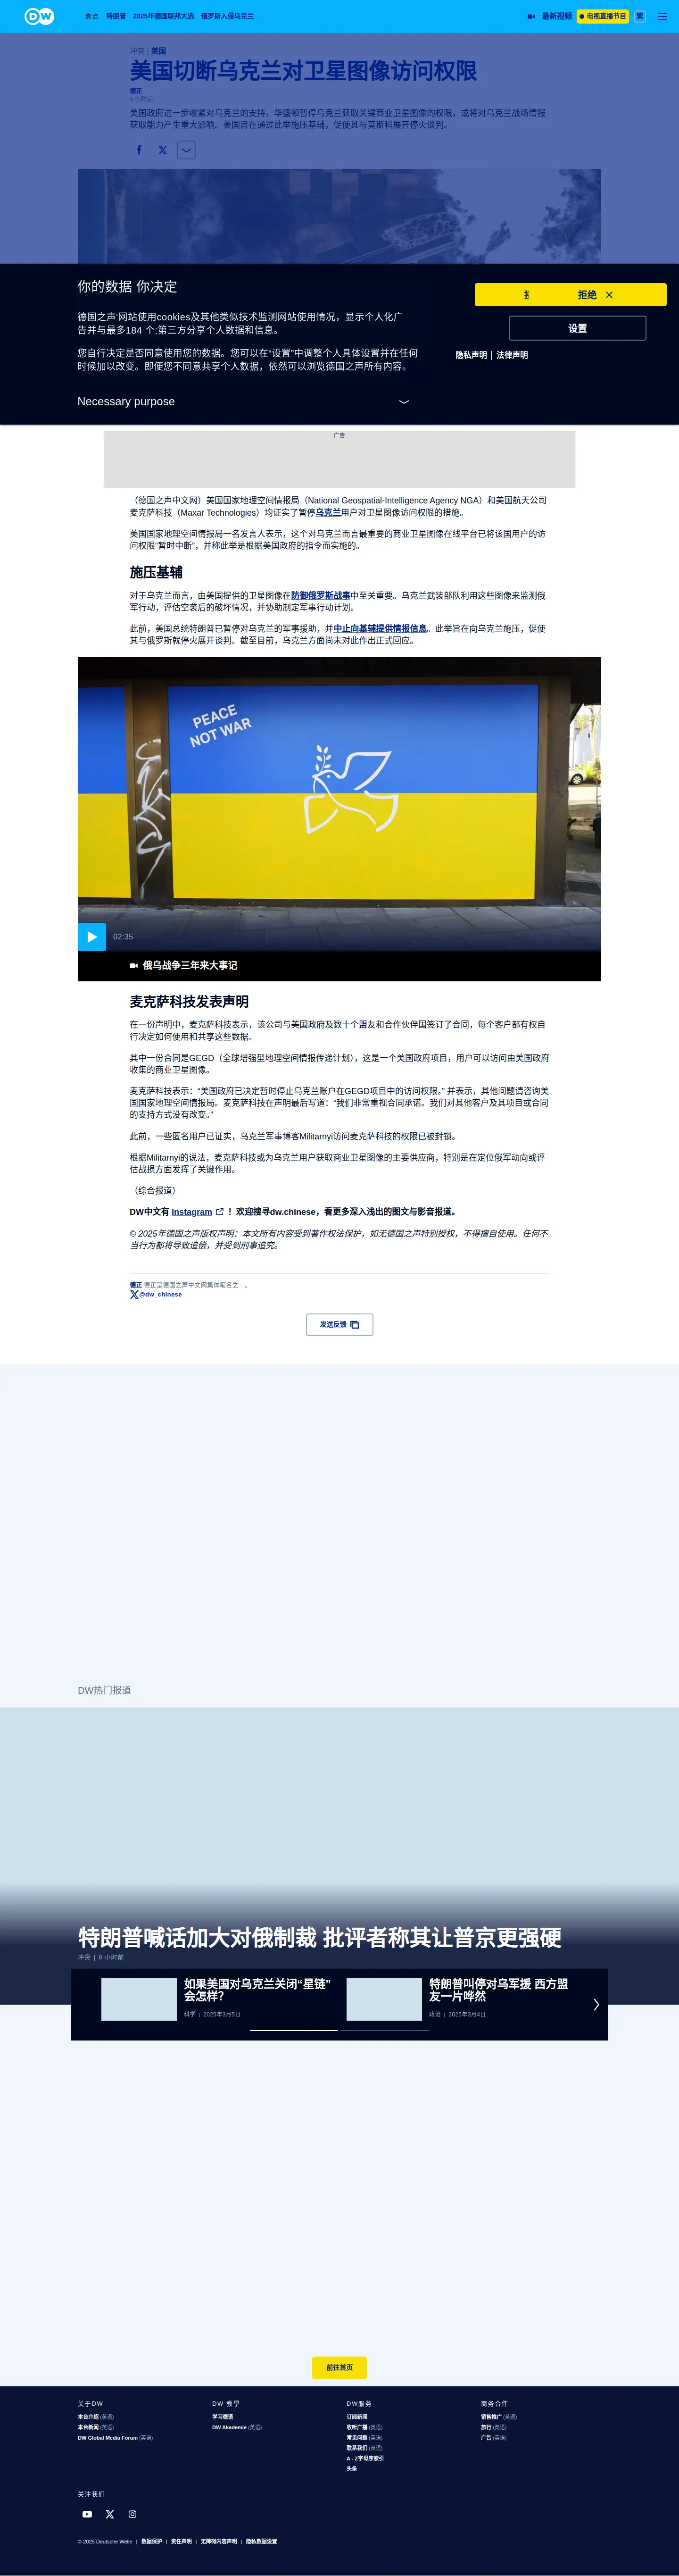 DW
焦点 特朗普 2025年德国联邦大选 俄罗斯入侵乌克兰
最新视频 电视直播节目 繁
冲突 | 美国
美国切断乌克兰对卫星图像访问权限
德正
9 小时前
美国政府进一步收紧对乌克兰的支持。华盛顿暂停乌克兰获取关键商业卫星图像的权限，或将对乌克兰战场情报
获取能力产生重大影响。美国旨在通过此举施压基辅，促使其与莫斯科展开停火谈判。
你的数据 你决定
德国之声'网站使用cookies及其他类似技术监测网站使用情况，显示个人化广
告并与最多184 个;第三方分享个人数据和信息。
您自行决定是否同意使用您的数据。您可以在“设置”中调整个人具体设置并在任何
时候加以改变。即便您不同意共享个人数据，依然可以浏览德国之声所有内容。
Necessary purpose
拒绝
设置
隐私声明 | 法律声明
广告
（德国之声中文网）美国国家地理空间情报局（National Geospatial-Intelligence Agency NGA）和美国航天公司
麦克萨科技（Maxar Technologies）均证实了暂停乌克兰用户对卫星图像访问权限的措施。
美国国家地理空间情报局一名发言人表示，这个对乌克兰而言最重要的商业卫星图像在线平台已将该国用户的访
问权限“暂时中断”，并称此举是根据美国政府的指令而实施的。
施压基辅
对于乌克兰而言，由美国提供的卫星图像在防御俄罗斯战事中至关重要。乌克兰武装部队利用这些图像来监测俄
军行动，评估空袭后的破坏情况，并协助制定军事行动计划。
此前，美国总统特朗普已暂停对乌克兰的军事援助，并中止向基辅提供情报信息。此举旨在向乌克兰施压，促使
其与俄罗斯就停火展开谈判。截至目前，乌克兰方面尚未对此作出正式回应。
PEACE
NOT WAR
02:35
俄乌战争三年来大事记
麦克萨科技发表声明
在一份声明中，麦克萨科技表示，该公司与美国政府及数十个盟友和合作伙伴国签订了合同，每个客户都有权自
行决定如何使用和共享这些数据。
其中一份合同是GEGD（全球增强型地理空间情报传递计划），这是一个美国政府项目，用户可以访问由美国政府
收集的商业卫星图像。
麦克萨科技表示：“美国政府已决定暂时停止乌克兰账户在GEGD项目中的访问权限。” 并表示，其他问题请咨询美
国国家地理空间情报局。麦克萨科技在声明最后写道：“我们非常重视合同承诺。我们对其他客户及其项目或合同
的支持方式没有改变。”
此前，一些匿名用户已证实，乌克兰军事博客Militarnyi访问麦克萨科技的权限已被封锁。
根据Militarnyi的说法，麦克萨科技或为乌克兰用户获取商业卫星图像的主要供应商，特别是在定位俄军动向或评
估战损方面发挥了关键作用。
（综合报道）
DW中文有 Instagram ！欢迎搜寻dw.chinese，看更多深入浅出的图文与影音报道。
© 2025年德国之声版权声明：本文所有内容受到著作权法保护，如无德国之声特别授权，不得擅自使用。任何不
当行为都将导致追偿，并受到刑事追究。
德正 德正是德国之声中文网集体笔名之一。
@dw_chinese
发送反馈
DW热门报道
特朗普喊话加大对俄制裁 批评者称其让普京更强硬
冲突 | 8 小时前
如果美国对乌克兰关闭“星链”
会怎样？
科学 | 2025年3月5日
特朗普叫停对乌军援 西方盟
友一片哗然
政治 | 2025年3月4日
前往首页
关于DW
本台介绍 (英语)
本台新闻 (英语)
DW Global Media Forum (英语)
DW 教學
学习德语
DW Akademie (英语)
DW服务
订阅新闻
收听广播 (英语)
常见问题 (英语)
联系我们 (英语)
A - Z字母序索引
头条
商务合作
销售推广 (英语)
旅行 (英语)
广告 (英语)
关注我们
© 2025 Deutsche Welle | 数据保护 | 责任声明 | 无障碍内容声明 | 隐私数据设置